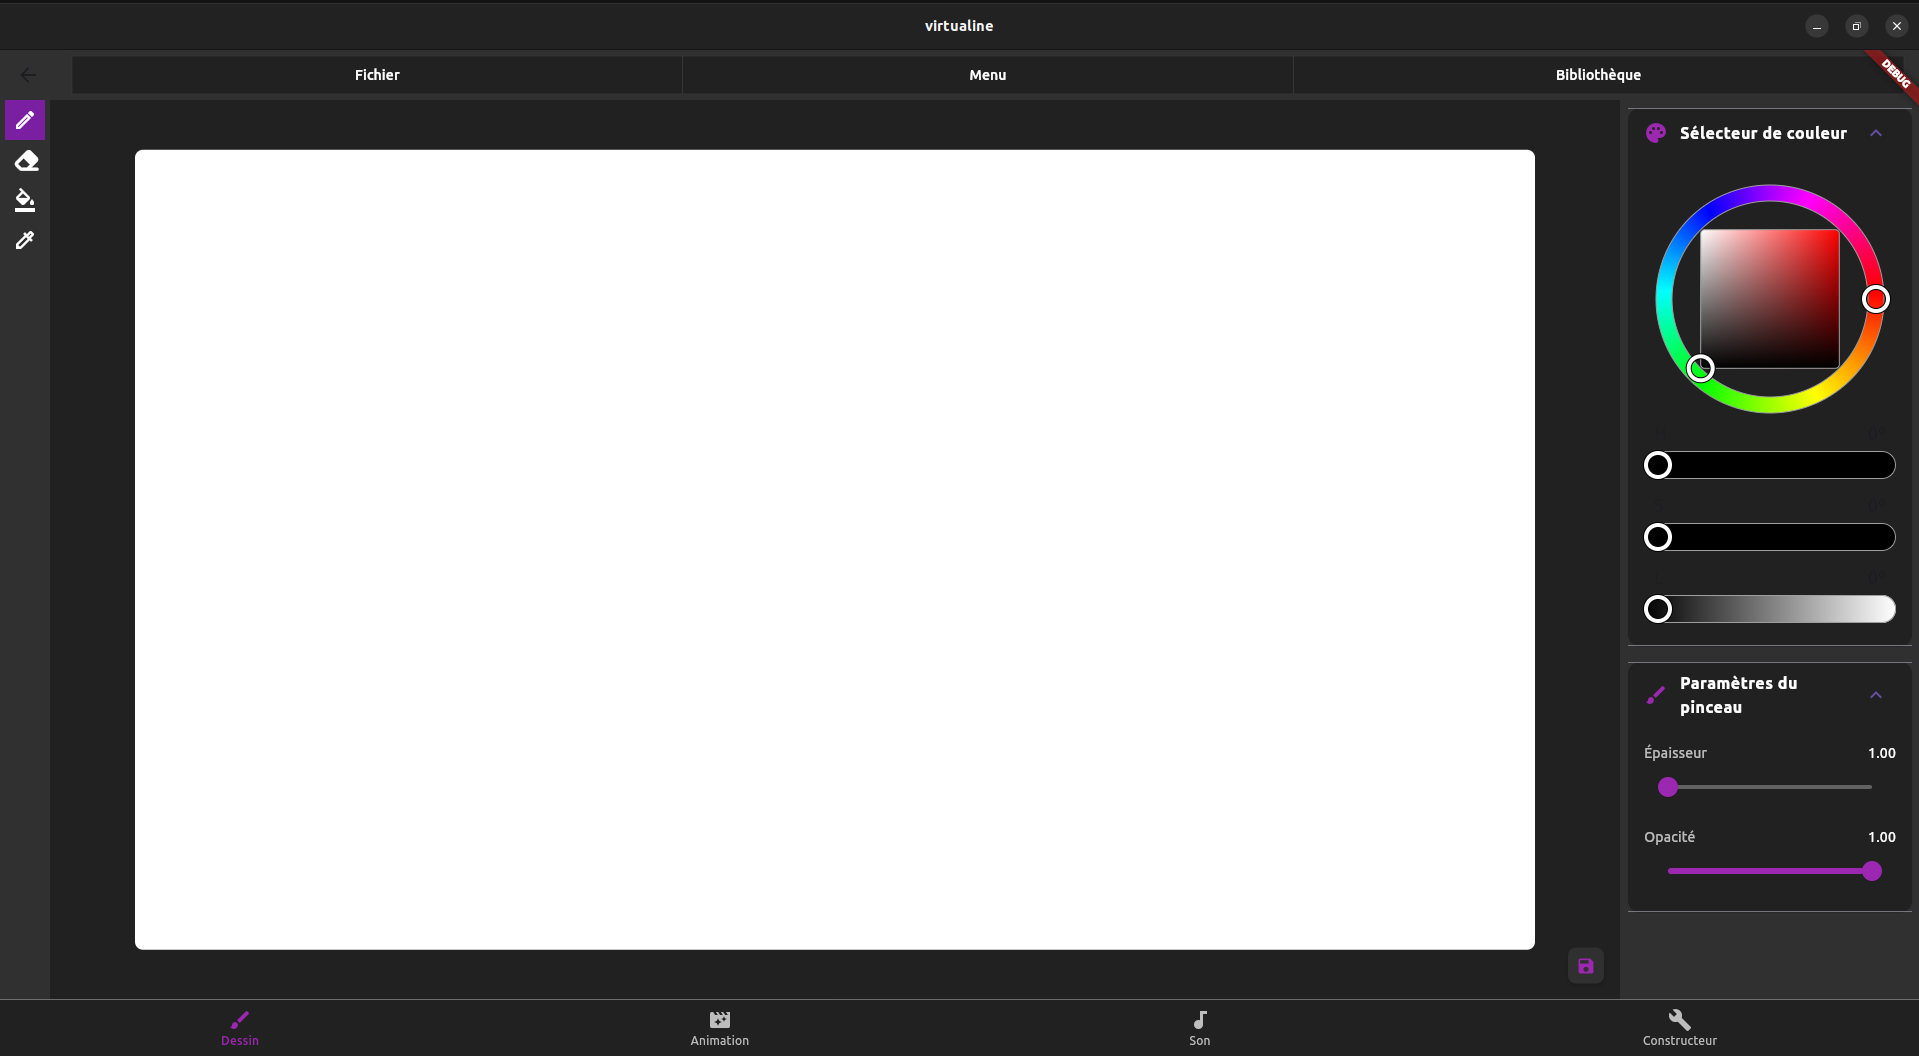 virtualine
Fichier
Menu
Bibliothèque
DEBUG
Sélecteur de couleur
Paramètres du
pinceau
Épaisseur
1.00
Opacité
1.00
Dessin
Animation
Son
Constructeur